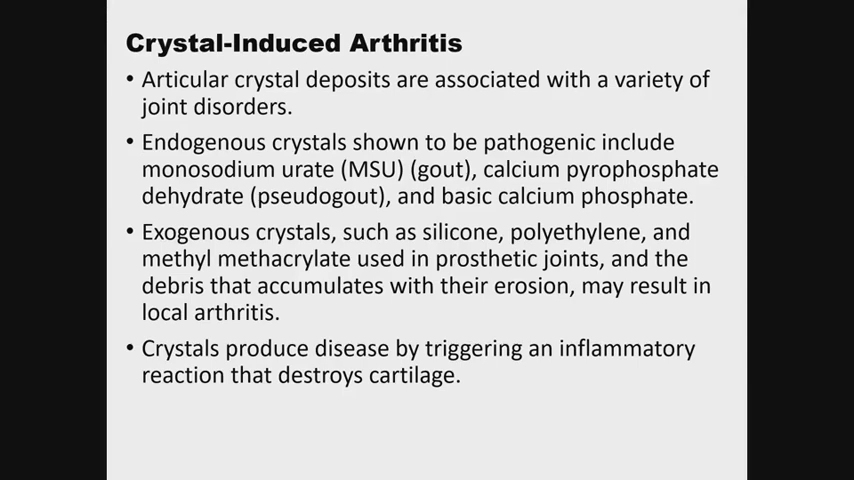 Crystal-Induced Arthritis
• Articular crystal deposits are associated with a variety of
joint disorders.
• Endogenous crystals shown to be pathogenic include
monosodium urate (MSU) (gout), calcium pyrophosphate
dehydrate (pseudogout), and basic calcium phosphate.
• Exogenous crystals, such as silicone, polyethylene, and
methyl methacrylate used in prosthetic joints, and the
debris that accumulates with their erosion, may result in
local arthritis.
• Crystals produce disease by triggering an inflammatory
reaction that destroys cartilage.